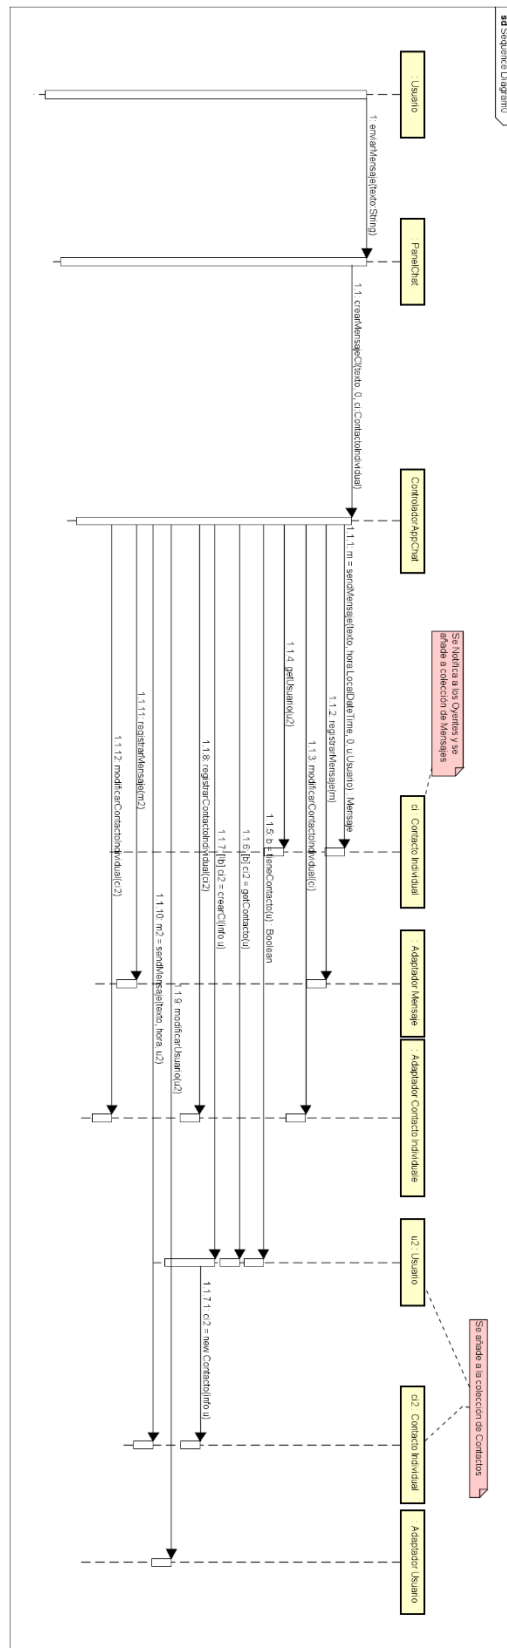 sd Sequence Diagram0
: Usuario
: PanelChat
ControladorAppChat
ci : Contacto Individual
: Adaptador Mensaje
: Adaptador Contacto Individuale
u2 : Usuario
ci2 : Contacto Individual
: Adaptador Usuario
Se Notifica a los Oyentes y se
añade a colección de Mensajes
Se añade a la colección de Contactos
1: enviarMensaje(texto:String)
1.1: crearMensajeCI(texto, 0, ci:ContactoIndividual)
1.1.1: m = sendMensaje(texto, hora:LocalDateTime, 0, u:Usuario) : Mensaje
1.1.2: registrarMensaje(m)
1.1.3: modificarContactoIndividual(ci)
1.1.4: getUsuario(u2)
1.1.5: b = tieneContacto(u) : Boolean
1.1.6: [b] ci2 = getContacto(u)
1.1.7: [!b] ci2 = crearCI(info u)
1.1.7.1: ci2 = new Contacto(info u)
1.1.8: registrarContactoIndividual(ci2)
1.1.9: modificarUsuario(u2)
1.1.10: m2 = sendMensaje(texto, hora, u2)
1.1.11: registrarMensaje(m2)
1.1.12: modificarContactoIndividual(ci2)